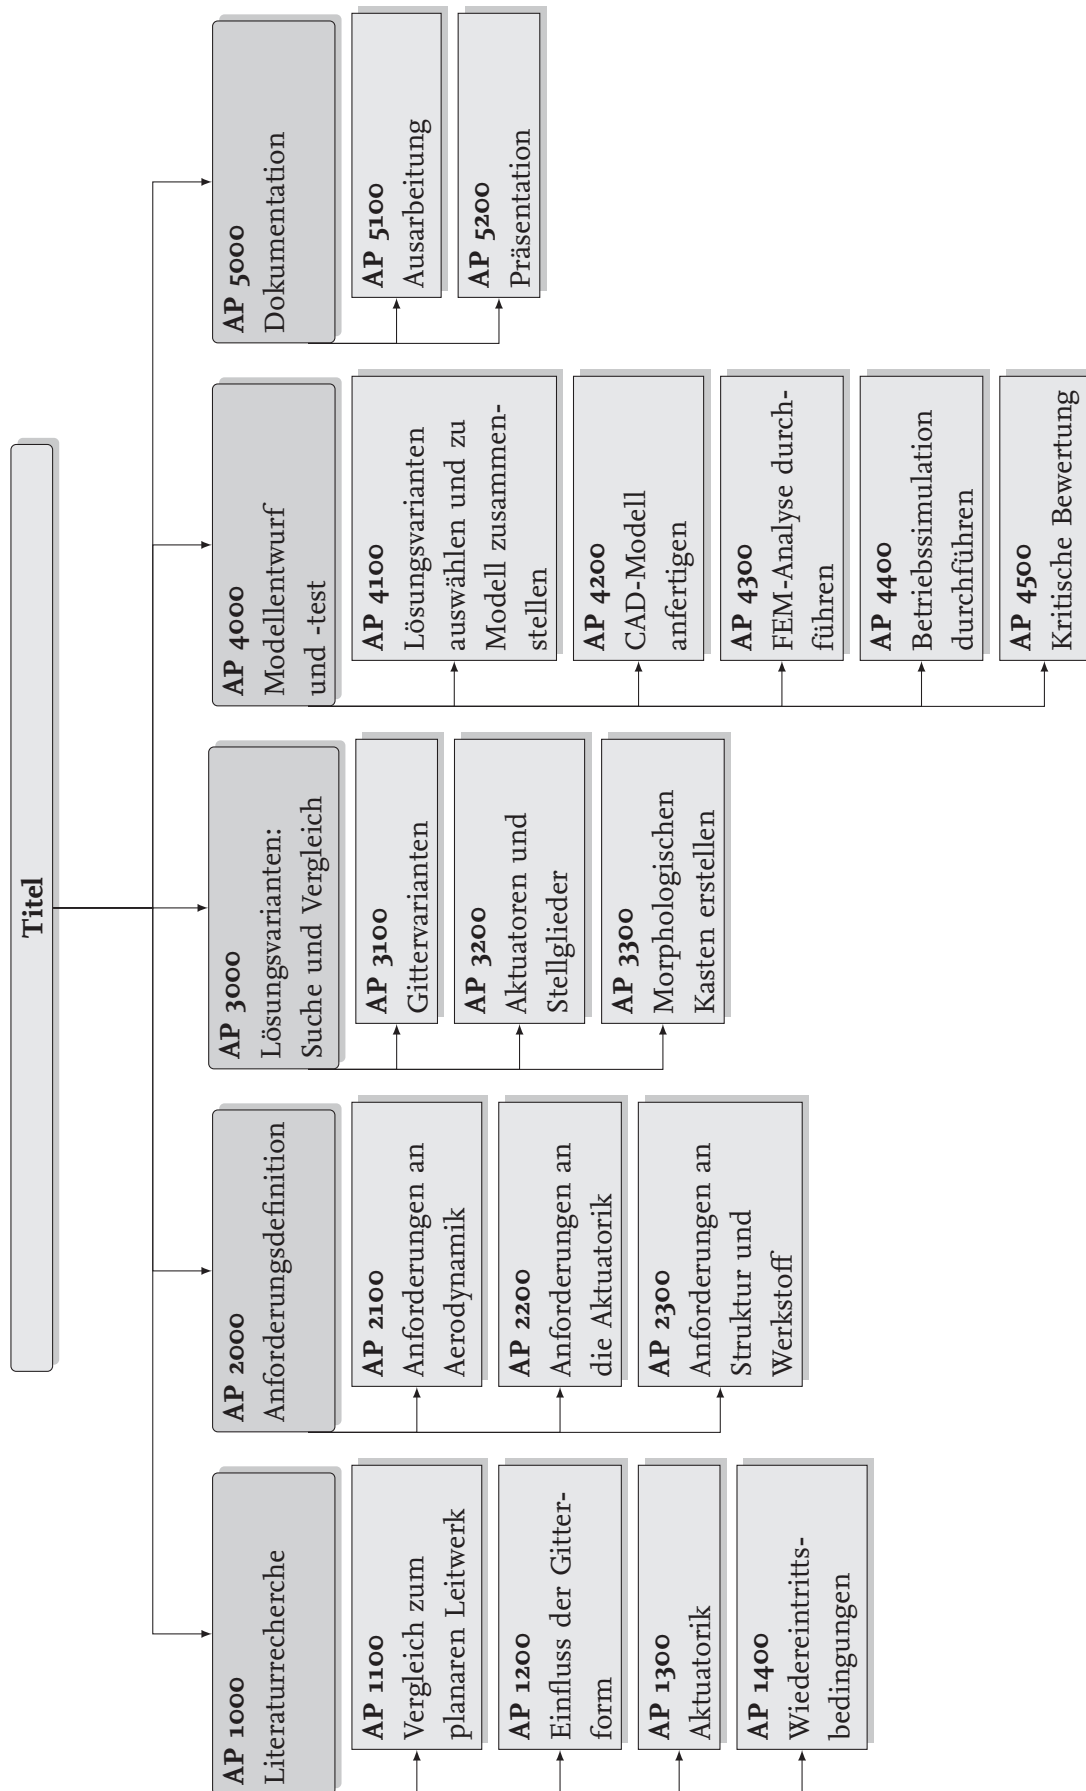 Titel
AP 1000
Literaturrecherche
AP 1100
Vergleich zum
planaren Leitwerk
AP 1200
Einfluss der Gitter-
form
AP 1300
Aktuatorik
AP 1400
Wiedereintritts-
bedingungen
AP 2000
Anforderungsdefinition
AP 2100
Anforderungen an
Aerodynamik
AP 2200
Anforderungen an
die Aktuatorik
AP 2300
Anforderungen an
Struktur und
Werkstoff
AP 3000
Lösungsvarianten:
Suche und Vergleich
AP 3100
Gittervarianten
AP 3200
Aktuatoren und
Stellglieder
AP 3300
Morphologischen
Kasten erstellen
AP 4000
Modellentwurf
und -test
AP 4100
Lösungsvarianten
auswählen und zu
Modell zusammen-
stellen
AP 4200
CAD-Modell
anfertigen
AP 4300
FEM-Analyse durch-
führen
AP 4400
Betriebssimulation
durchführen
AP 4500
Kritische Bewertung
AP 5000
Dokumentation
AP 5100
Ausarbeitung
AP 5200
Präsentation